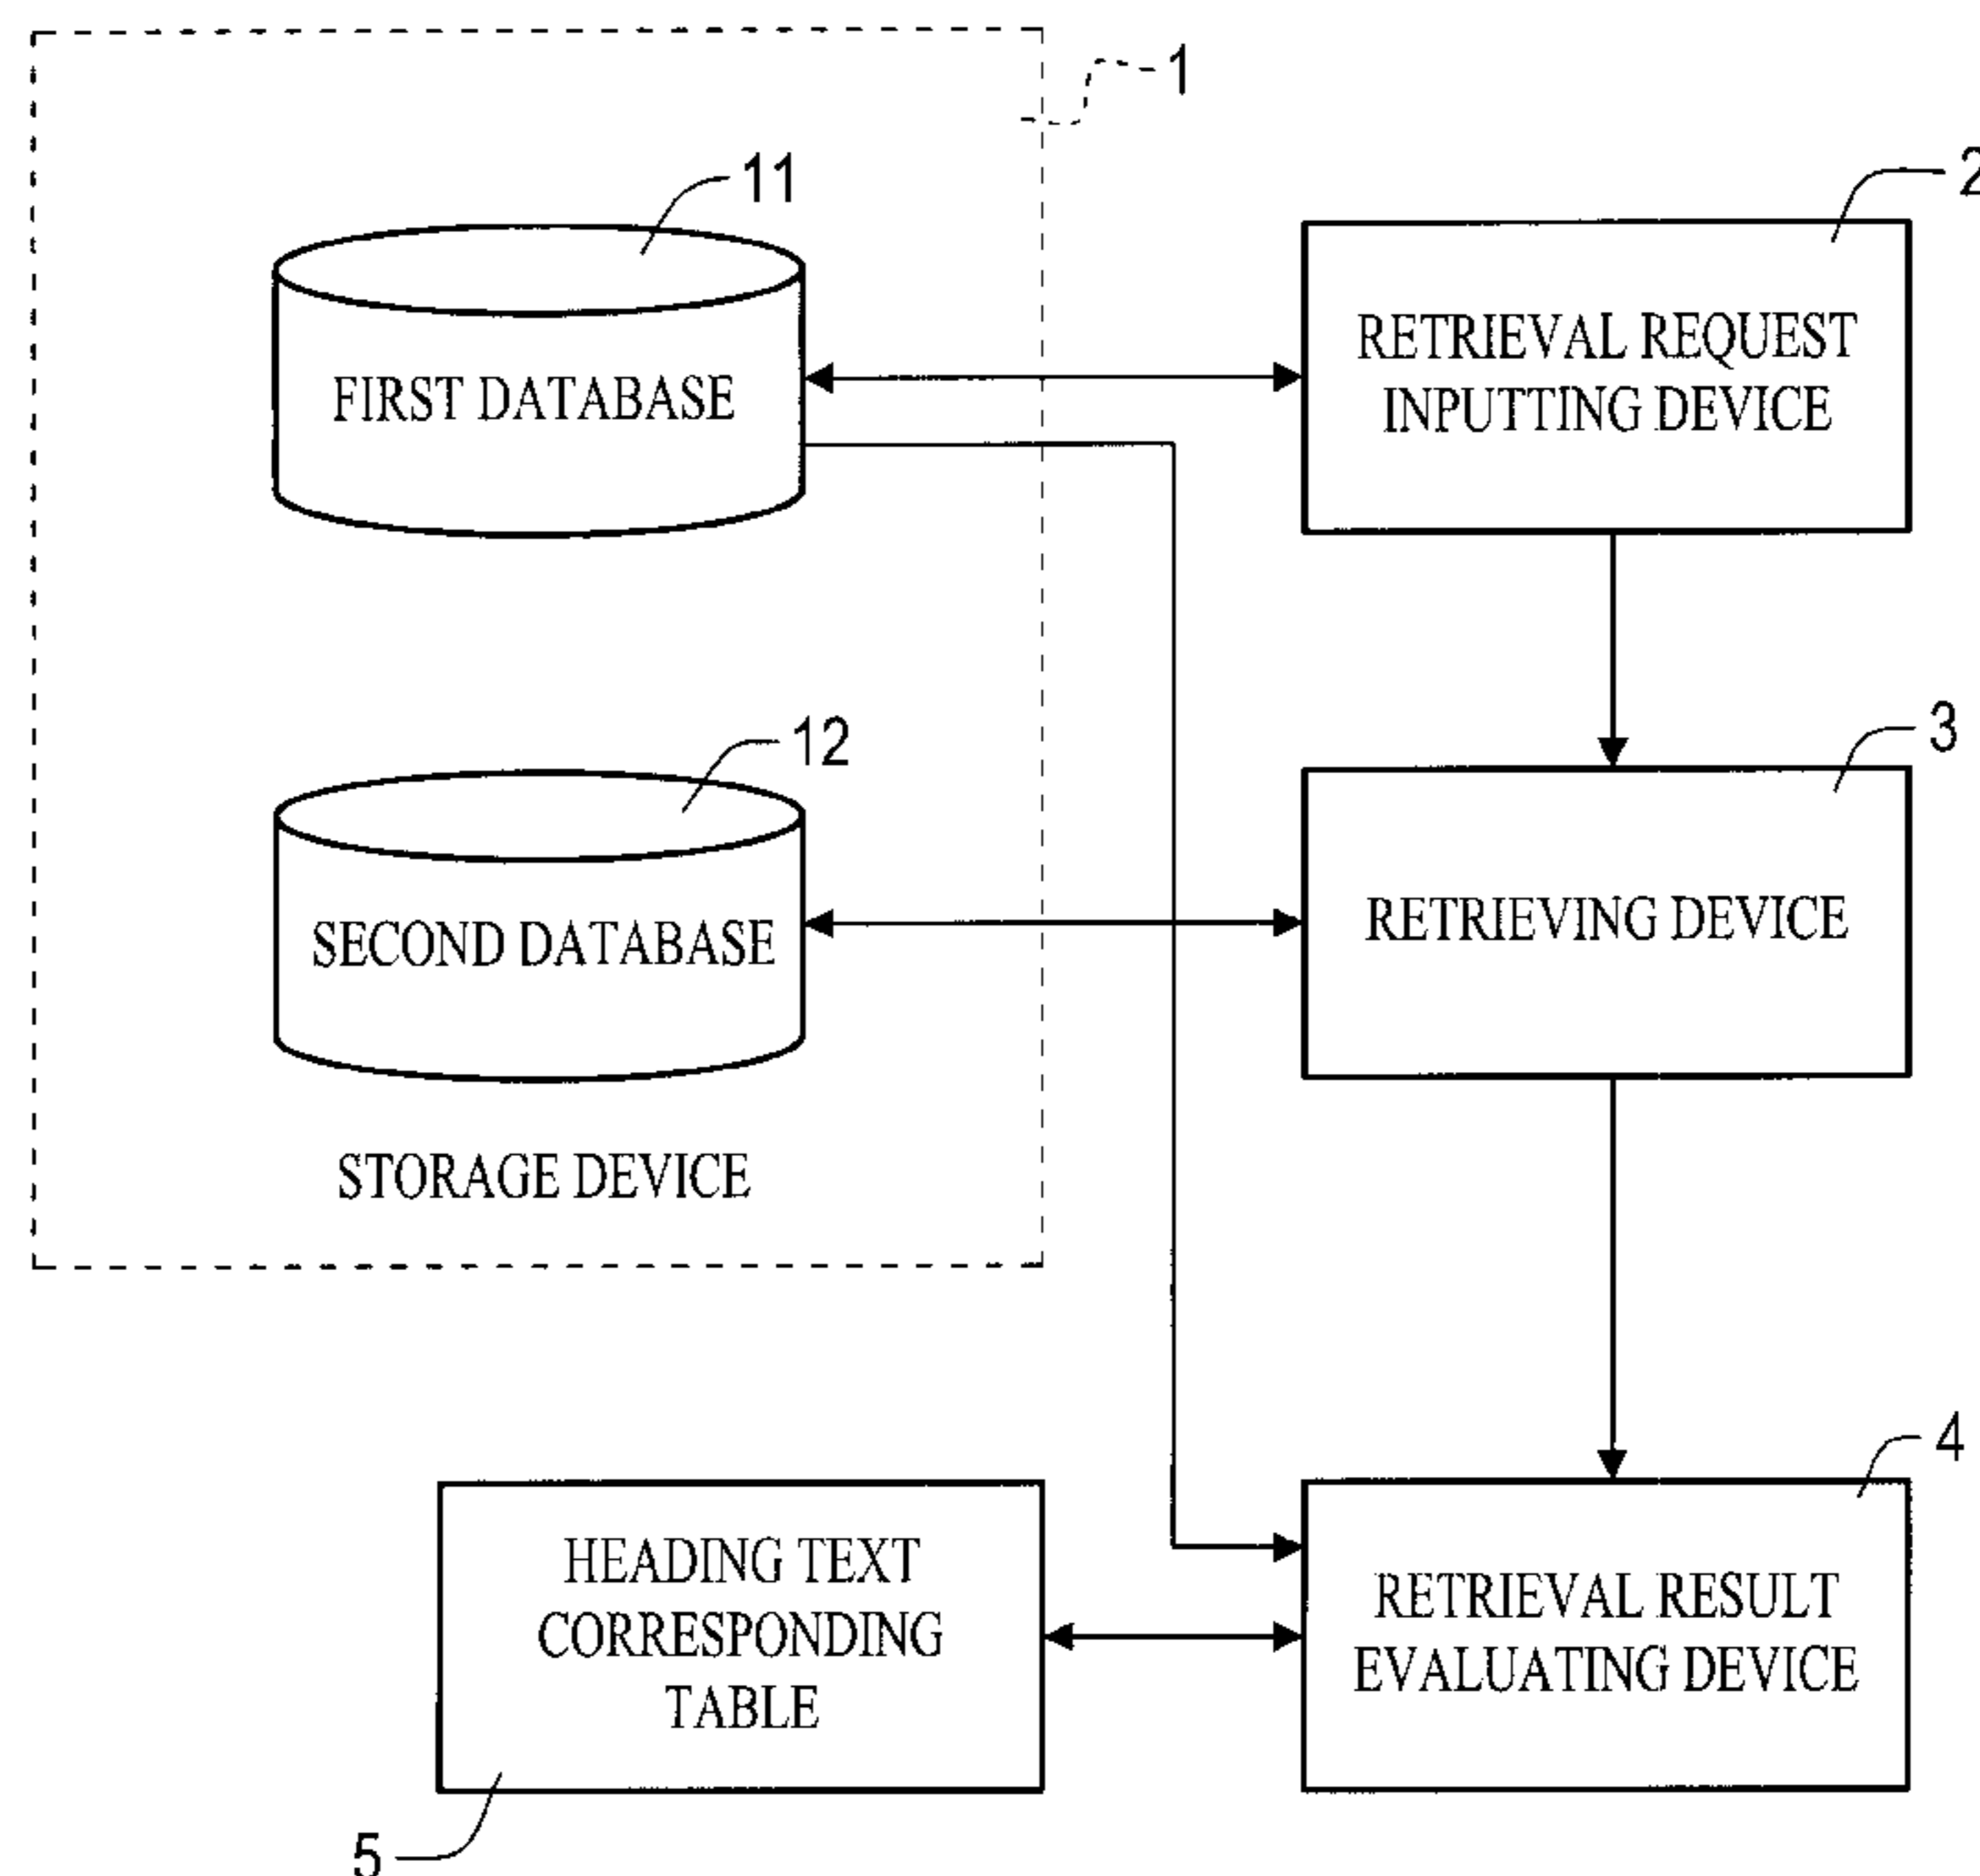 1
11
2
FIRST DATABASE
RETRIEVAL REQUEST
INPUTTING DEVICE
12
3
SECOND DATABASE
RETRIEVING DEVICE
STORAGE DEVICE
4
HEADING TEXT
CORRESPONDING
TABLE
RETRIEVAL RESULT
EVALUATING DEVICE
5